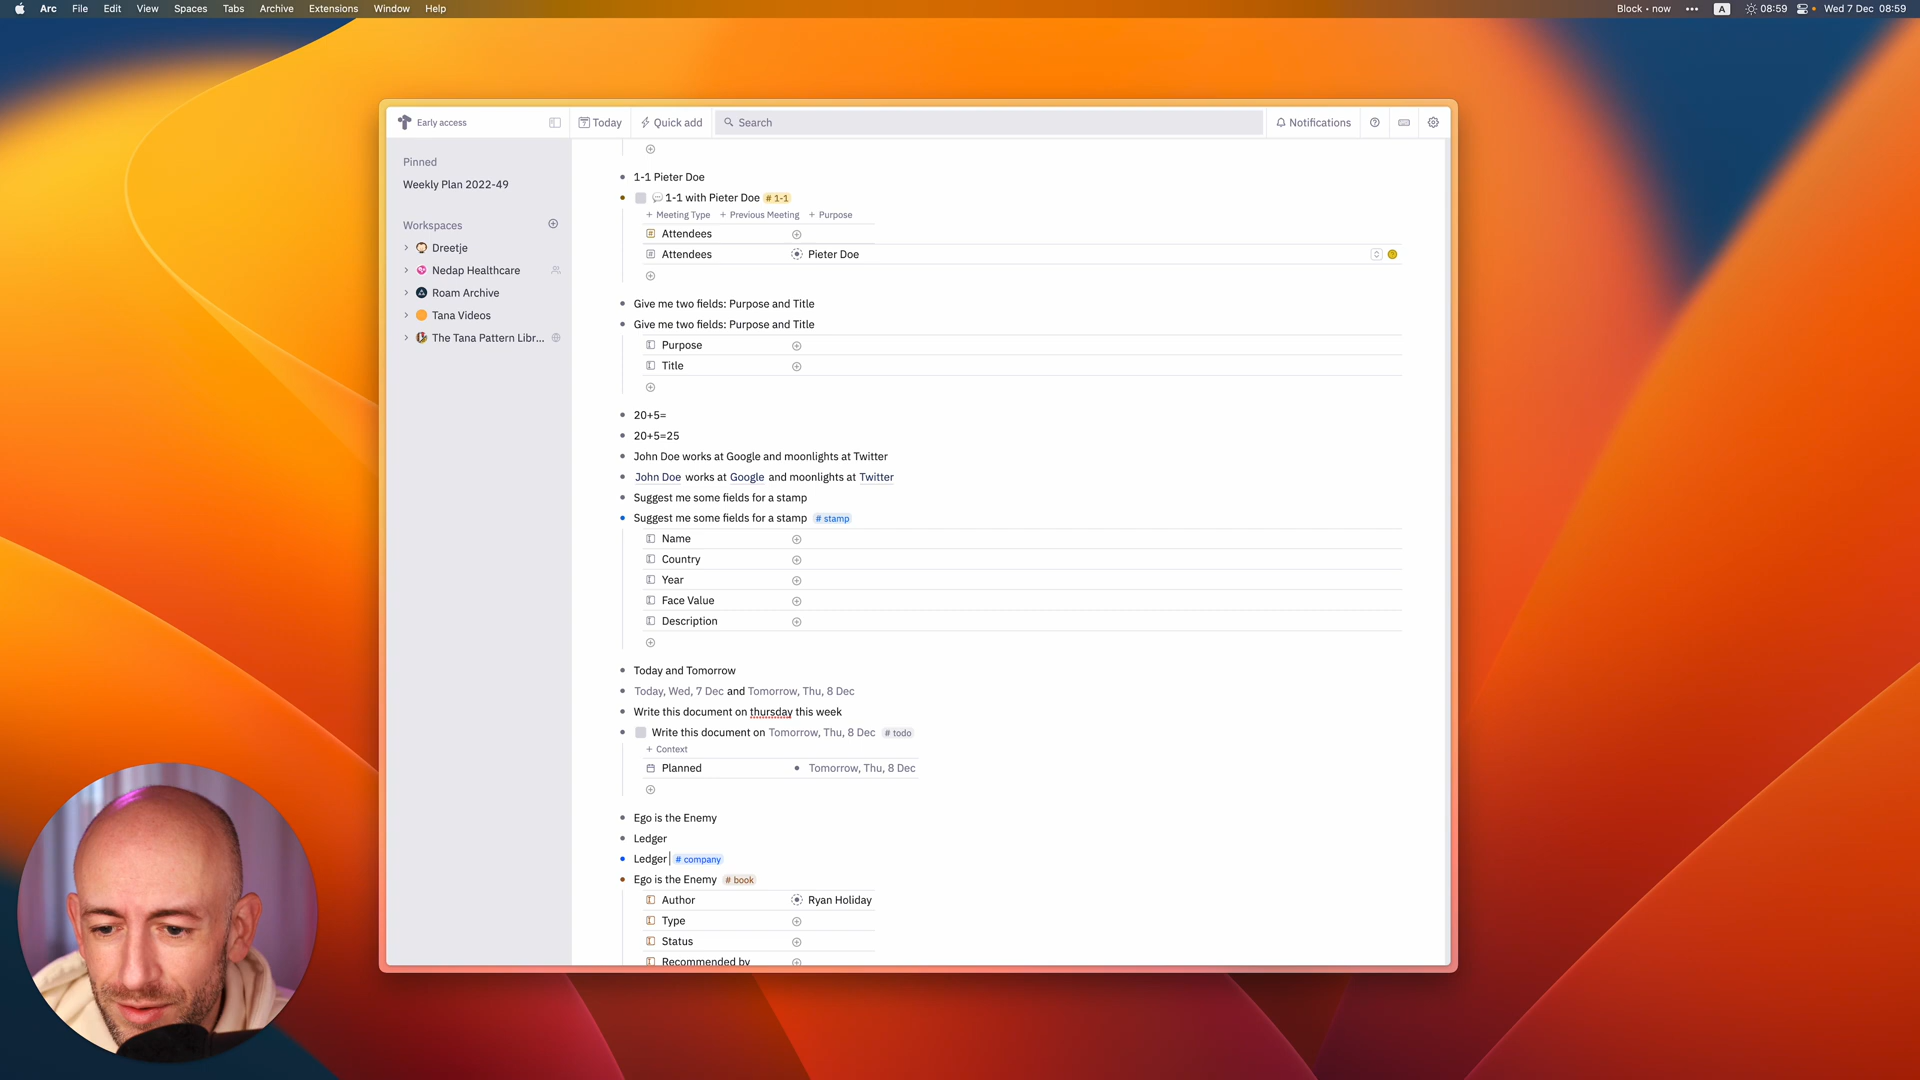 Arc File Edit View Spaces Tabs Archive Extensions Window Help Block • now ••• A 08:59 Wed 7 Dec 08:59
Early access Today Quick add Search Notifications
Pinned
Weekly Plan 2022-49
Workspaces
Dreetje
Nedap Healthcare
Roam Archive
Tana Videos
The Tana Pattern Libr...
1-1 Pieter Doe
1-1 with Pieter Doe # 1-1
+ Meeting Type + Previous Meeting + Purpose
Attendees
Attendees Pieter Doe
Give me two fields: Purpose and Title
Give me two fields: Purpose and Title
Purpose
Title
20+5=
20+5=25
John Doe works at Google and moonlights at Twitter
John Doe works at Google and moonlights at Twitter
Suggest me some fields for a stamp
Suggest me some fields for a stamp # stamp
Name
Country
Year
Face Value
Description
Today and Tomorrow
Today, Wed, 7 Dec and Tomorrow, Thu, 8 Dec
Write this document on thursday this week
Write this document on Tomorrow, Thu, 8 Dec # todo
+ Context
Planned Tomorrow, Thu, 8 Dec
Ego is the Enemy
Ledger
Ledger # company
Ego is the Enemy # book
Author Ryan Holiday
Type
Status
Recommended by